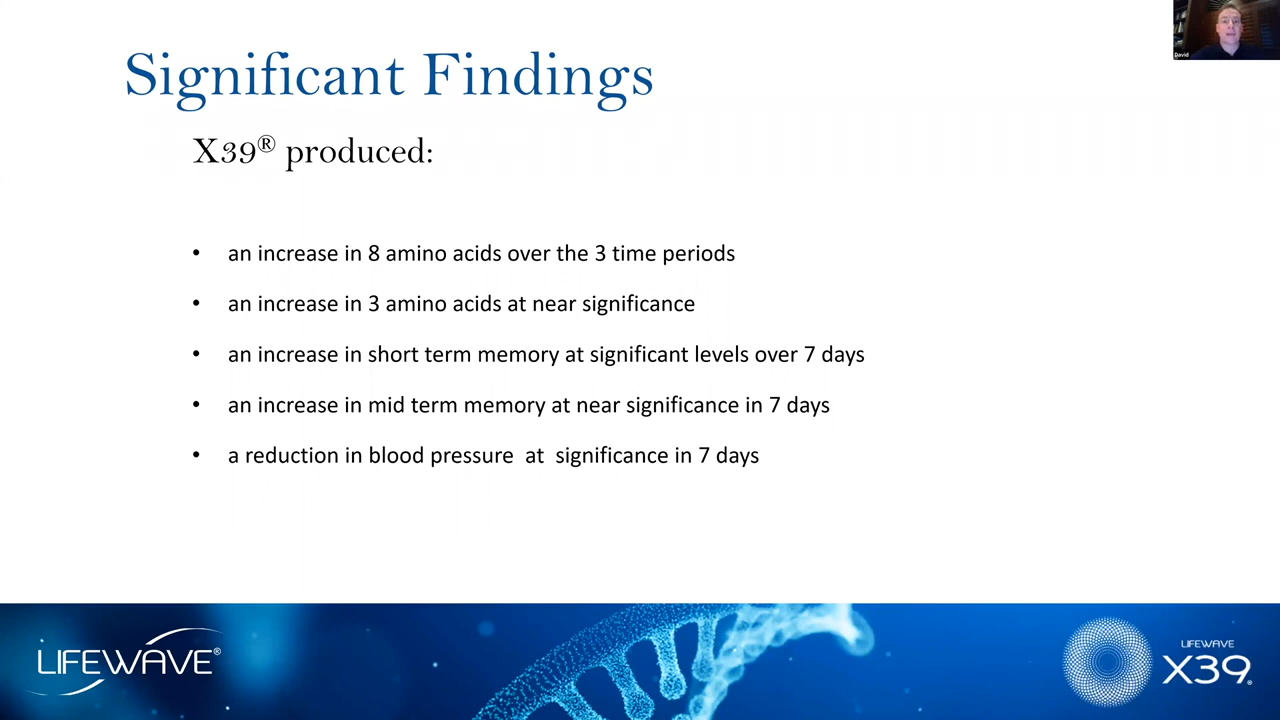 David
Significant Findings
X39® produced:
• an increase in 8 amino acids over the 3 time periods
• an increase in 3 amino acids at near significance
• an increase in short term memory at significant levels over 7 days
• an increase in mid term memory at near significance in 7 days
• a reduction in blood pressure at significance in 7 days
LIFEWAVE®
LIFEWAVE
X39®